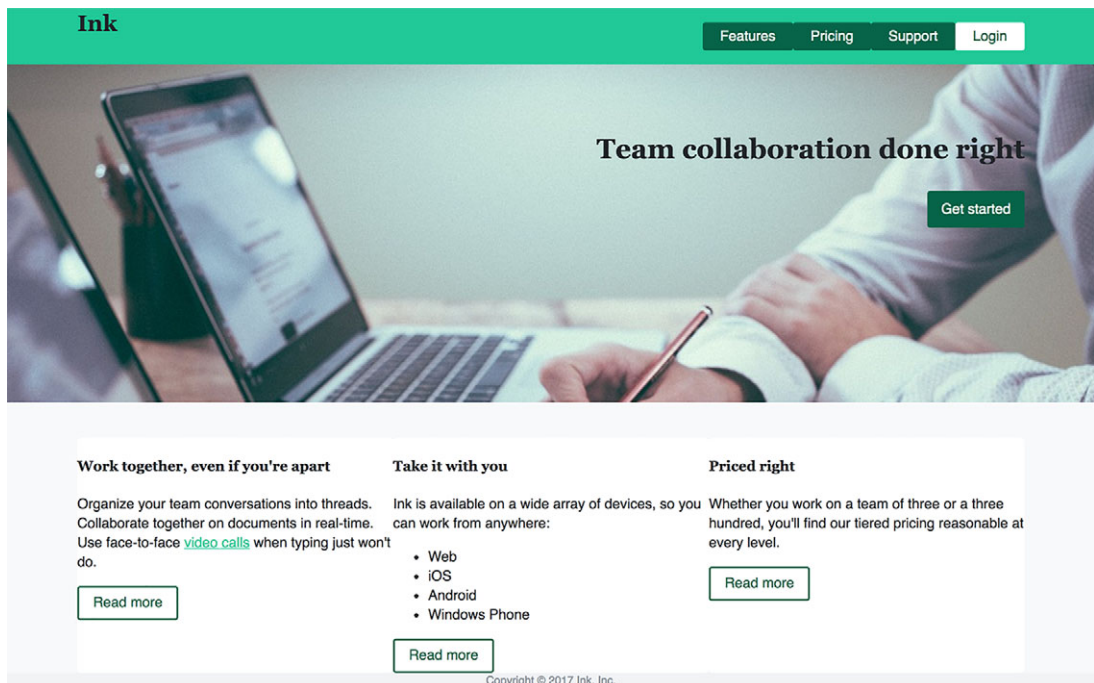 Ink
Features Pricing Support Login
Team collaboration done right
Get started
Work together, even if you're apart
Organize your team conversations into threads.
Collaborate together on documents in real-time.
Use face-to-face video calls when typing just won't
do.
Read more
Take it with you
Ink is available on a wide array of devices, so you
can work from anywhere:
• Web
• iOS
• Android
• Windows Phone
Read more
Priced right
Whether you work on a team of three or a three
hundred, you'll find our tiered pricing reasonable at
every level.
Read more
Copyright © 2017 Ink, Inc.